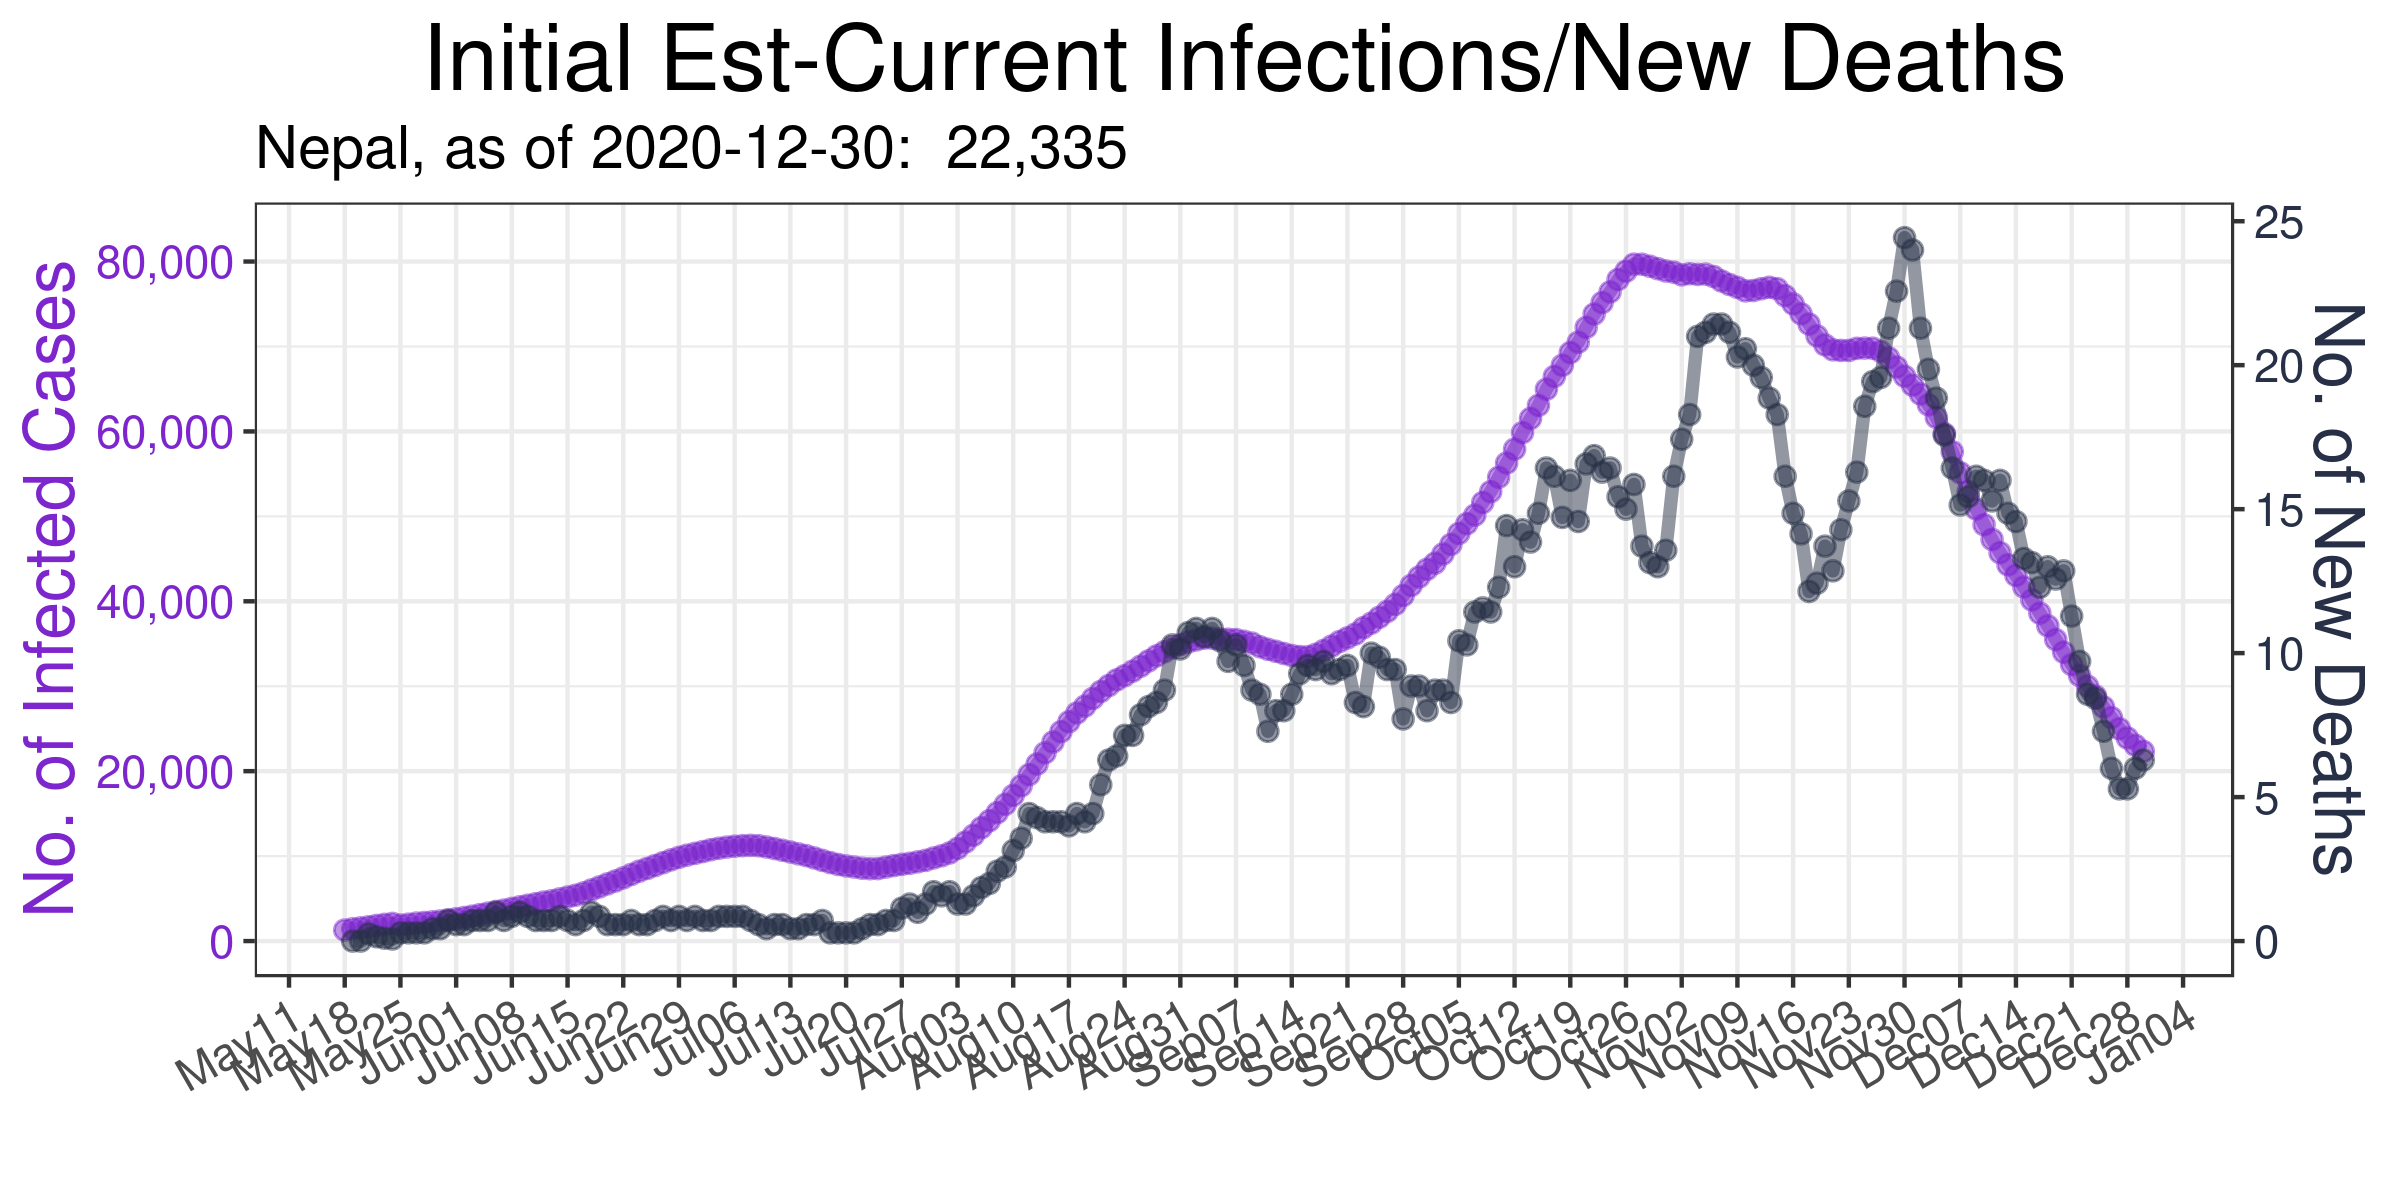 Initial Est-Current Infections/New Deaths
Nepal, as of 2020-12-30:  22,335
No. of Infected Cases
80,000
60,000
40,000
20,000
0
25
20
15
10
5
0
No. of New Deaths
May11
May18
May25
Jun01
Jun08
Jun15
Jun22
Jun29
Jul06
Jul13
Jul20
Jul27
Aug03
Aug10
Aug17
Aug24
Aug31
Sep07
Sep14
Sep21
Sep28
Oct05
Oct12
Oct19
Oct26
Nov02
Nov09
Nov16
Nov23
Nov30
Dec07
Dec14
Dec21
Dec28
Jan04